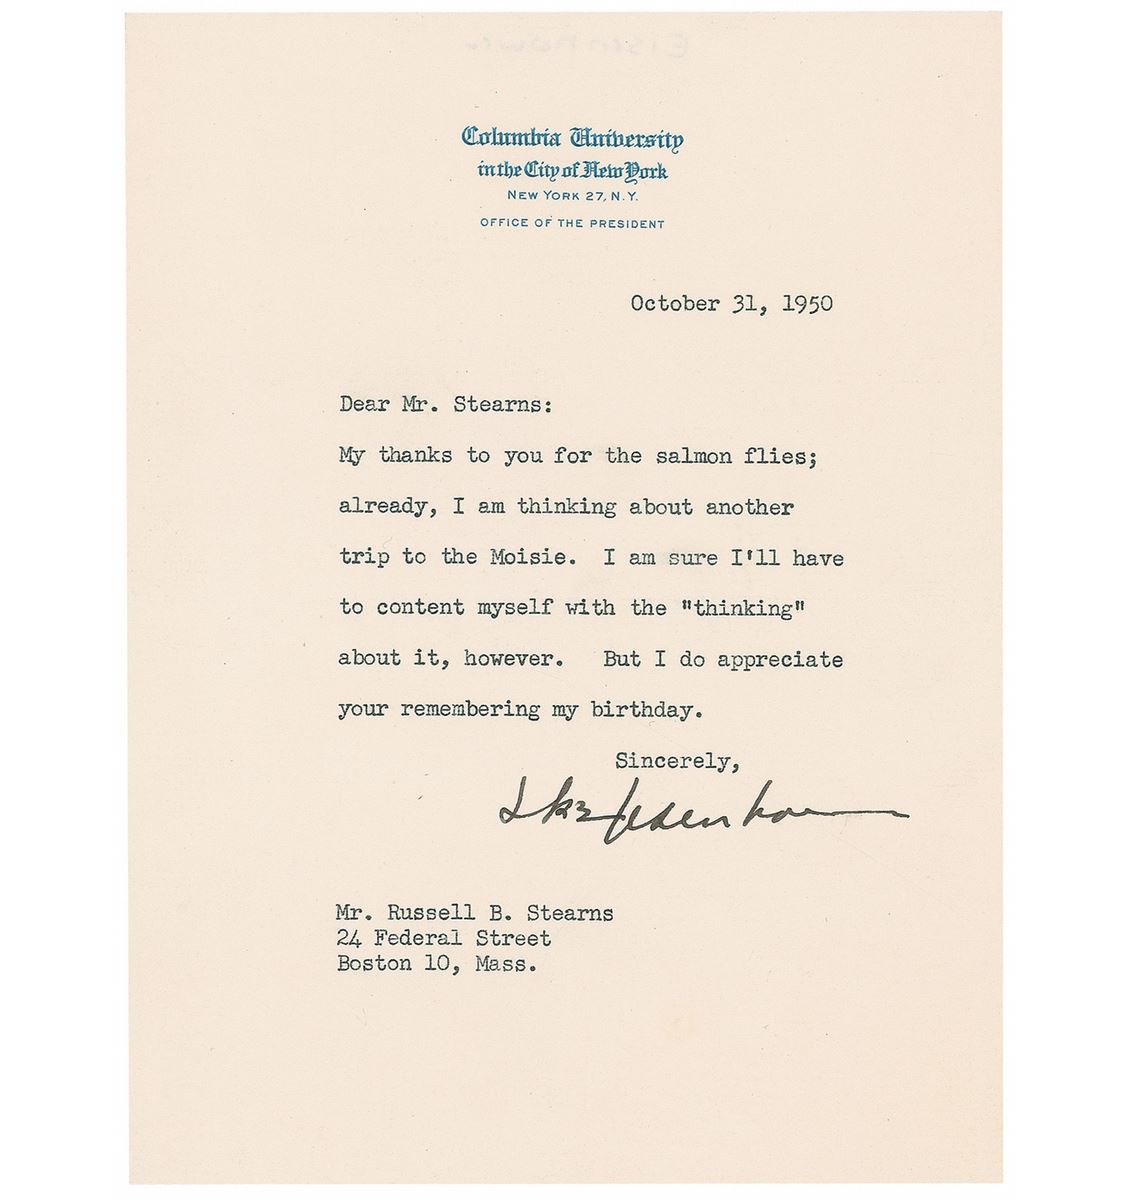 Columbia University
in the City of New York
NEW YORK 27, N.Y.
OFFICE OF THE PRESIDENT
October 31, 1950
Dear Mr. Stearns:
My thanks to you for the salmon flies;
already, I am thinking about another
trip to the Moisie. I am sure I'll have
to content myself with the "thinking"
about it, however. But I do appreciate
your remembering my birthday.
Sincerely,
Ike Eisenhower
Mr. Russell B. Stearns
24 Federal Street
Boston 10, Mass.